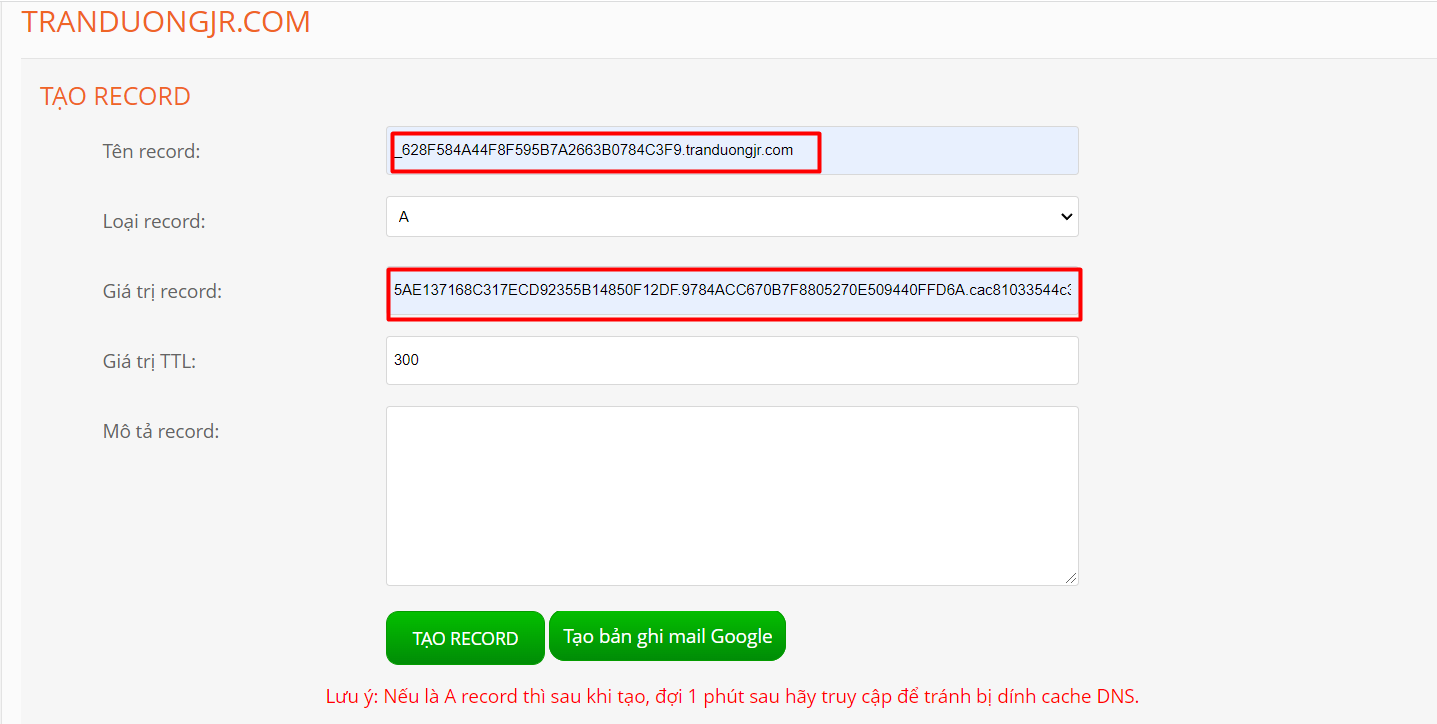 TRANDUONGJR.COM
TẠO RECORD
Tên record:
_628F584A44F8F595B7A2663B0784C3F9.tranduongjr.com
Loại record:
A
Giá trị record:
5AE137168C317ECD92355B14850F12DF.9784ACC670B7F8805270E509440FFD6A.cac81033544c3
Giá trị TTL:
300
Mô tả record:
TẠO RECORD
Tạo bản ghi mail Google
Lưu ý: Nếu là A record thì sau khi tạo, đợi 1 phút sau hãy truy cập để tránh bị dính cache DNS.